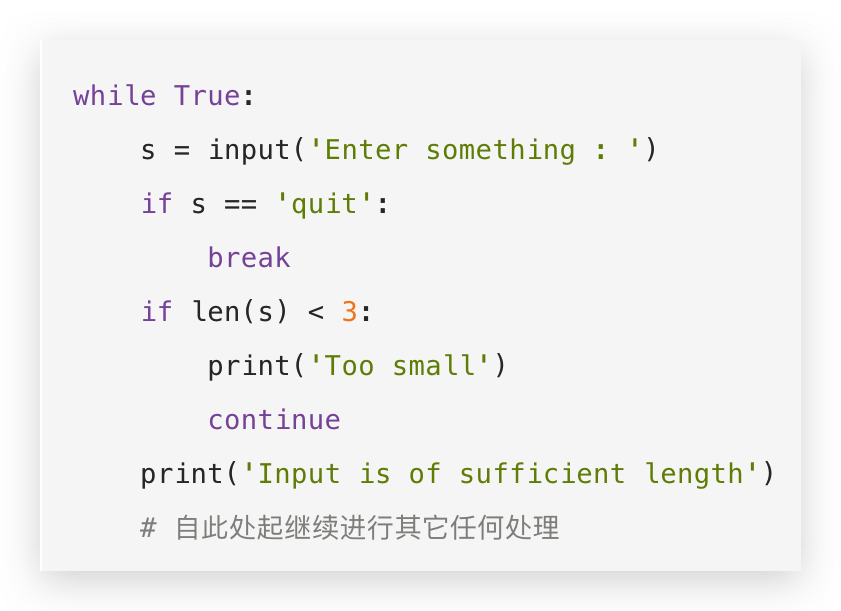 while True:
    s = input('Enter something : ')
    if s == 'quit':
        break
    if len(s) < 3:
        print('Too small')
        continue
    print('Input is of sufficient length')
    # 自此处起继续进行其它任何处理